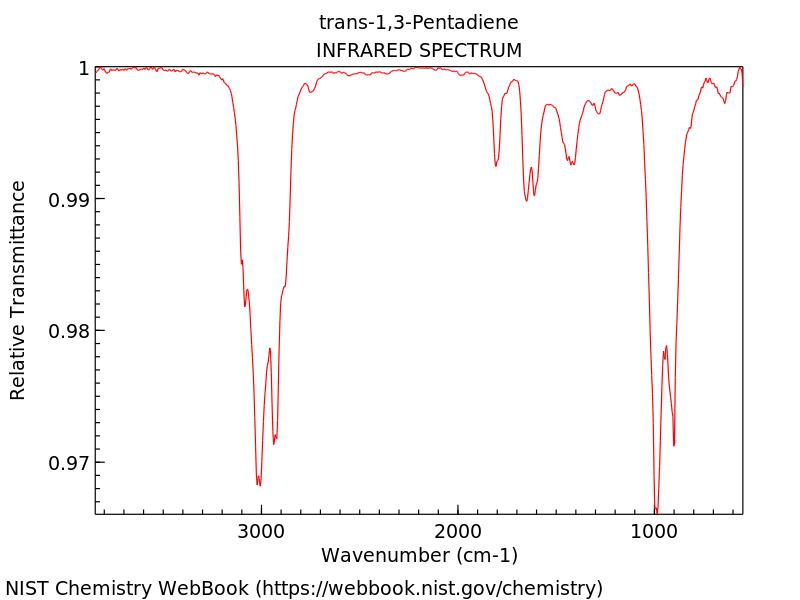 trans-1,3-Pentadiene
INFRARED SPECTRUM
1
0.99
0.98
0.97
Relative Transmittance
3000 2000 1000
Wavenumber (cm-1)
NIST Chemistry WebBook (https://webbook.nist.gov/chemistry)